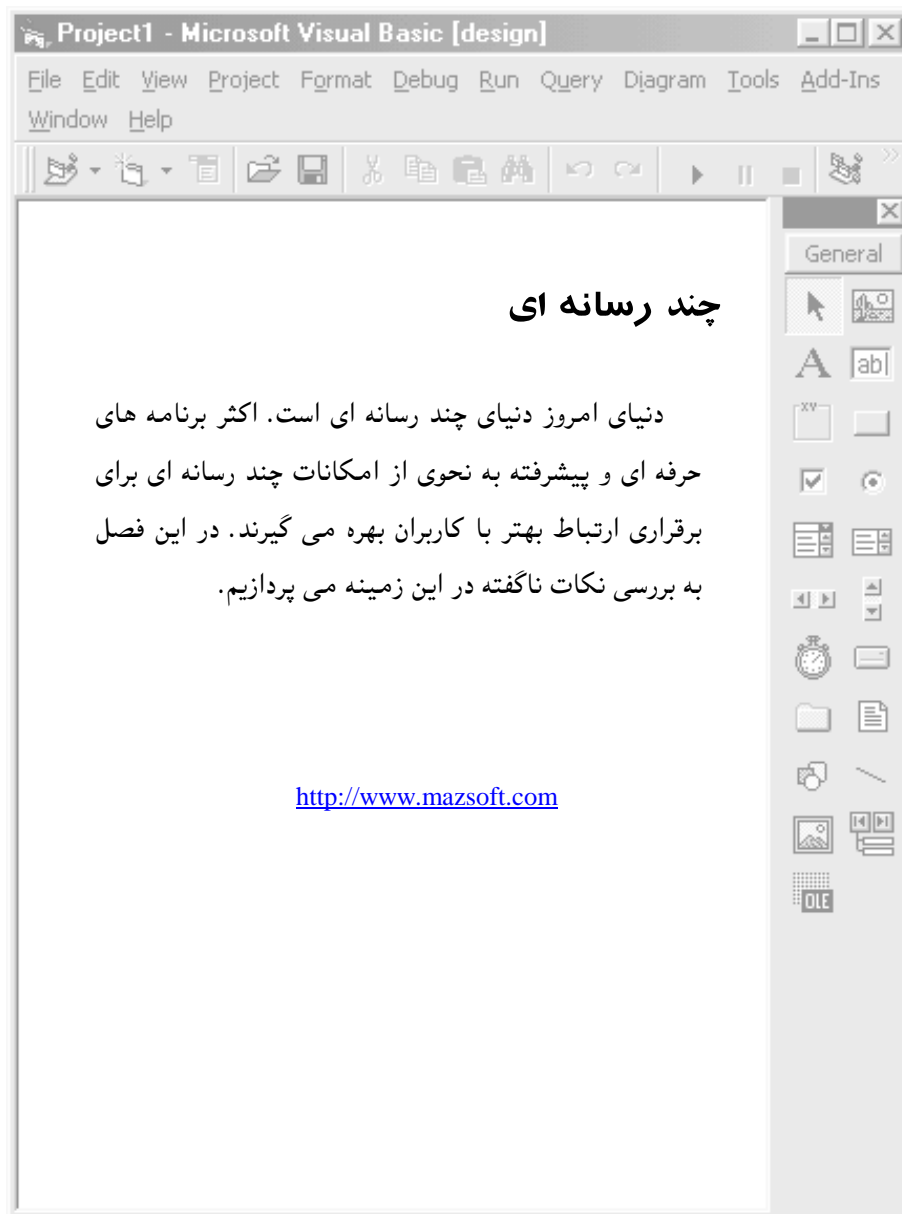 Project1 - Microsoft Visual Basic [design]
File Edit View Project Format Debug Run Query Diagram Tools Add-Ins
Window Help
General
چند رسانه ای
دنیای امروز دنیای چند رسانه ای است. اکثر برنامه های
حرفه ای و پیشرفته به نحوی از امکانات چند رسانه ای برای
برقراری ارتباط بهتر با کاربران بهره می گیرند. در این فصل
به بررسی نکات ناگفته در این زمینه می پردازیم.
http://www.mazsoft.com
A
ab
XY
OLE